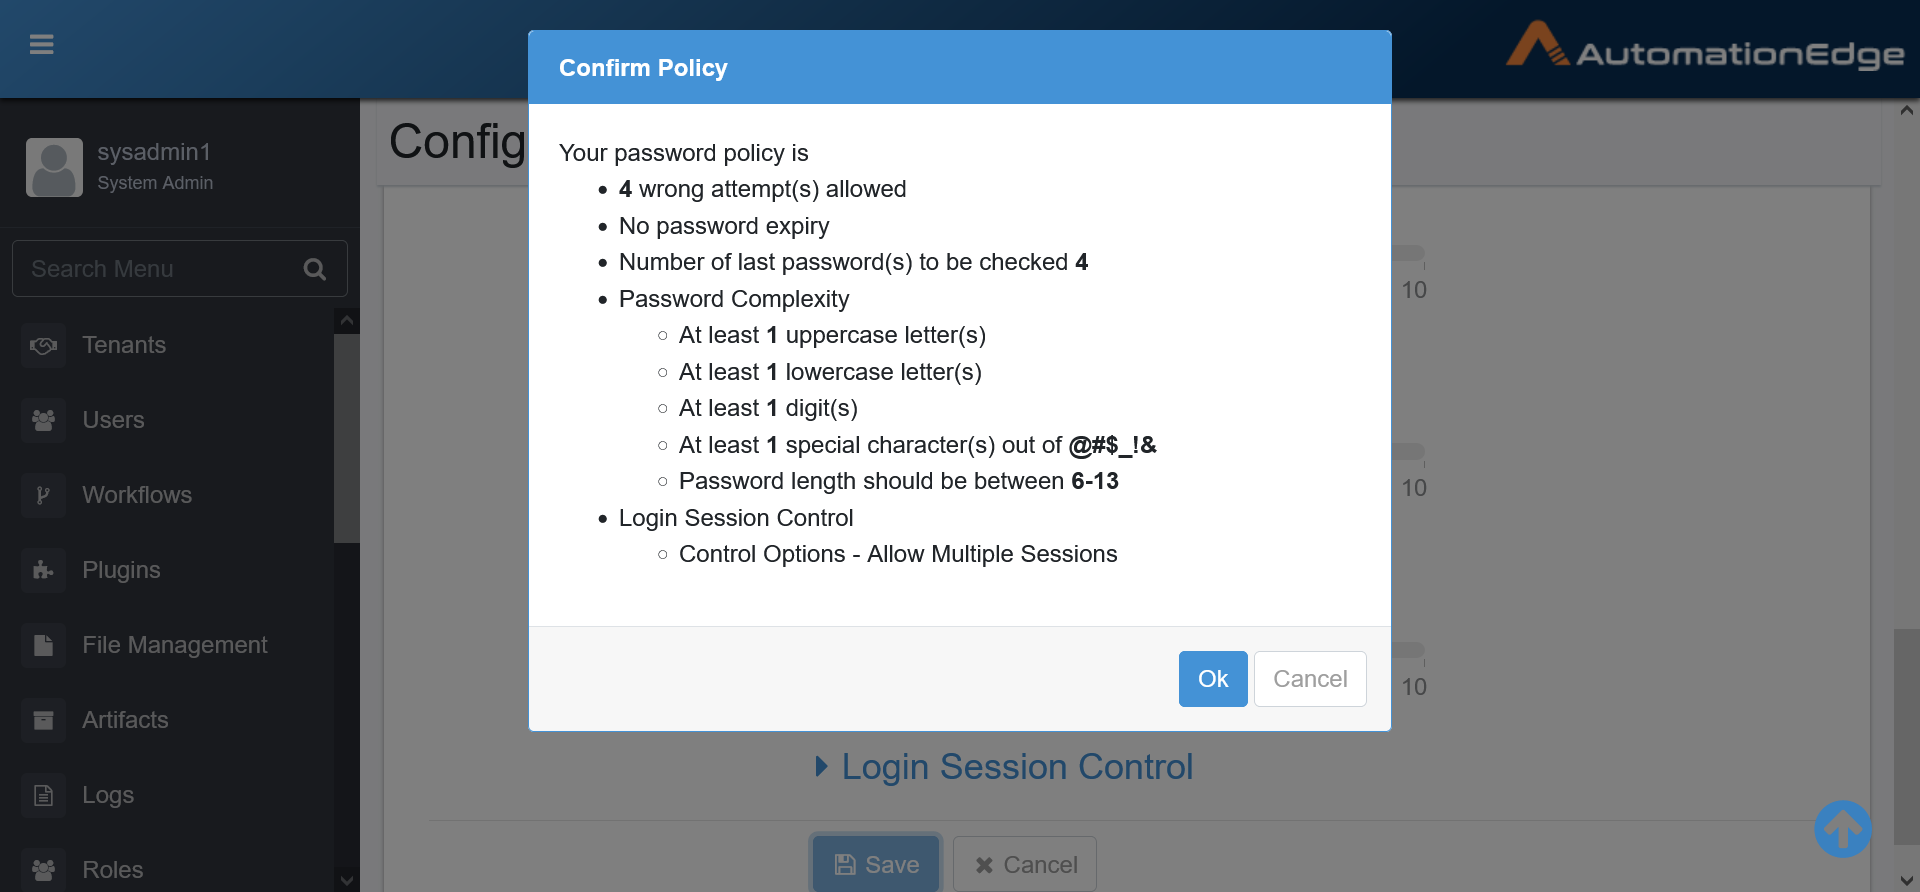 AutomationEdge
Confirm Policy
sysadmin1
System Admin
Config
Search Menu
Tenants
Users
Workflows
Plugins
File Management
Artifacts
Logs
Roles
Your password policy is
4 wrong attempt(s) allowed
No password expiry
Number of last password(s) to be checked 4
Password Complexity
At least 1 uppercase letter(s)
At least 1 lowercase letter(s)
At least 1 digit(s)
At least 1 special character(s) out of @#$_!&
Password length should be between 6-13
Login Session Control
Control Options - Allow Multiple Sessions
Ok Cancel
10
10
10
Login Session Control
Save Cancel